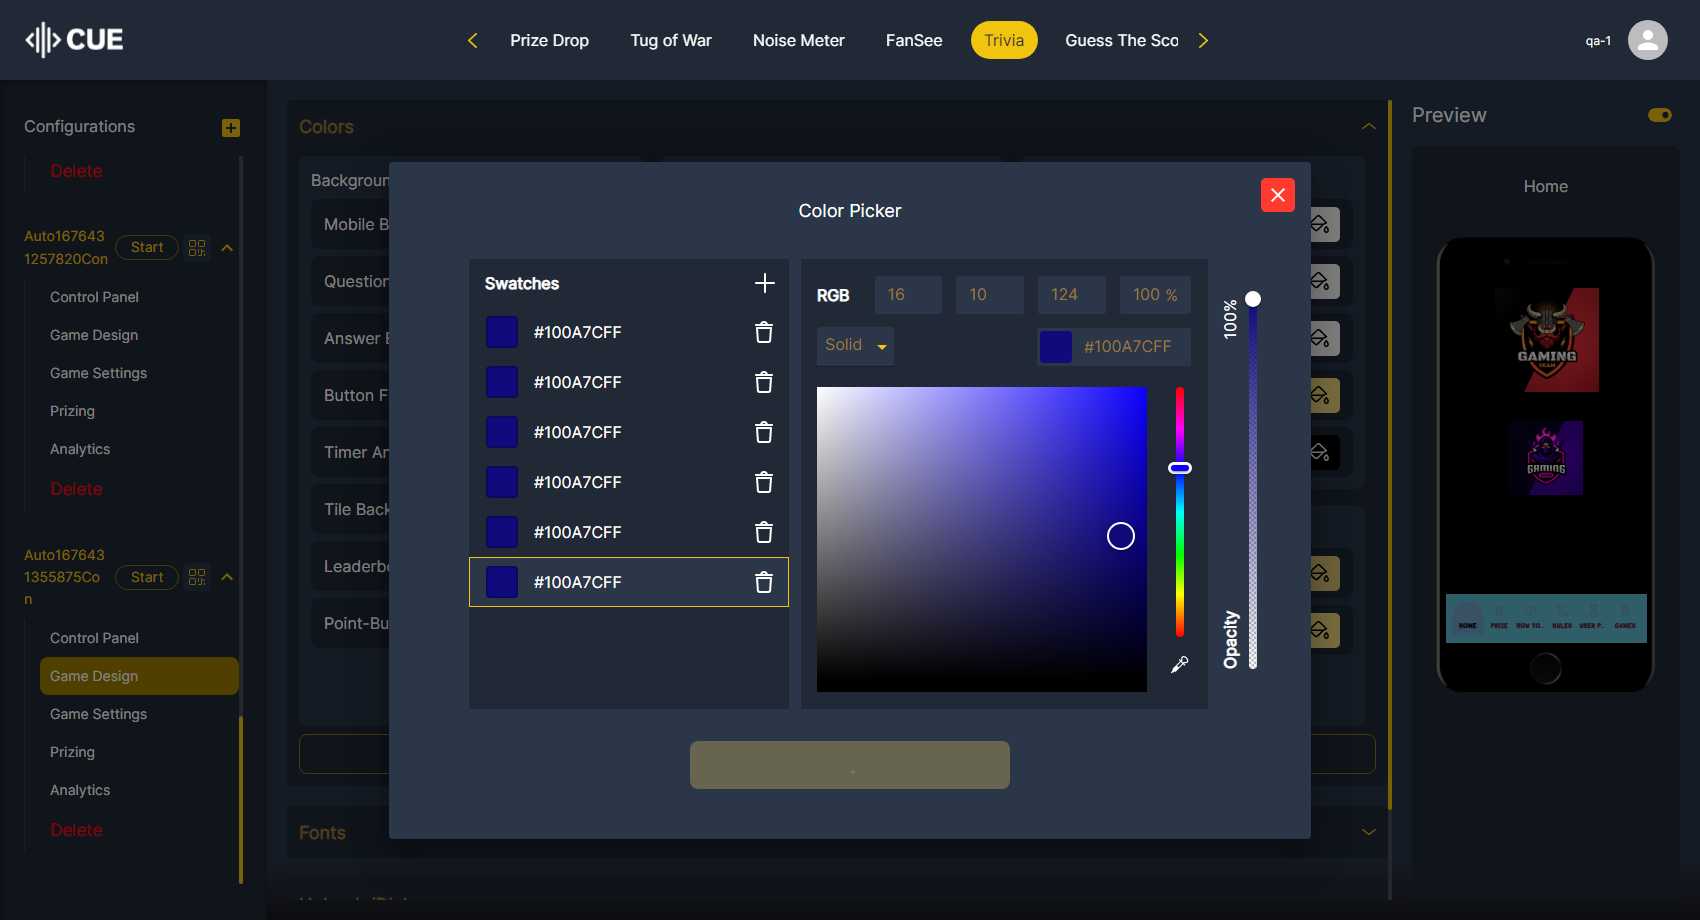 CUE
Prize Drop
Tug of War
Noise Meter
FanSee
Trivia
Guess The Sco
qa-1
Configurations
Delete
Auto167643
1257820Con
Start
Control Panel
Game Design
Game Settings
Prizing
Analytics
Delete
Auto167643
1355875Co
n
Start
Control Panel
Game Design
Game Settings
Prizing
Analytics
Delete
Colors
Backgroun
Mobile B
Question
Answer
Button F
Timer An
Tile Back
Leaderbo
Point-Bu
Fonts
Color Picker
Swatches
#100A7CFF
#100A7CFF
#100A7CFF
#100A7CFF
#100A7CFF
#100A7CFF
RGB
16
10
124
100 %
Solid
#100A7CFF
100%
Opacity
Preview
Home
GAMING
TEAM
GAMING
HOME
PRIZE
HOW TO..
RULES
USER P..
GAMES